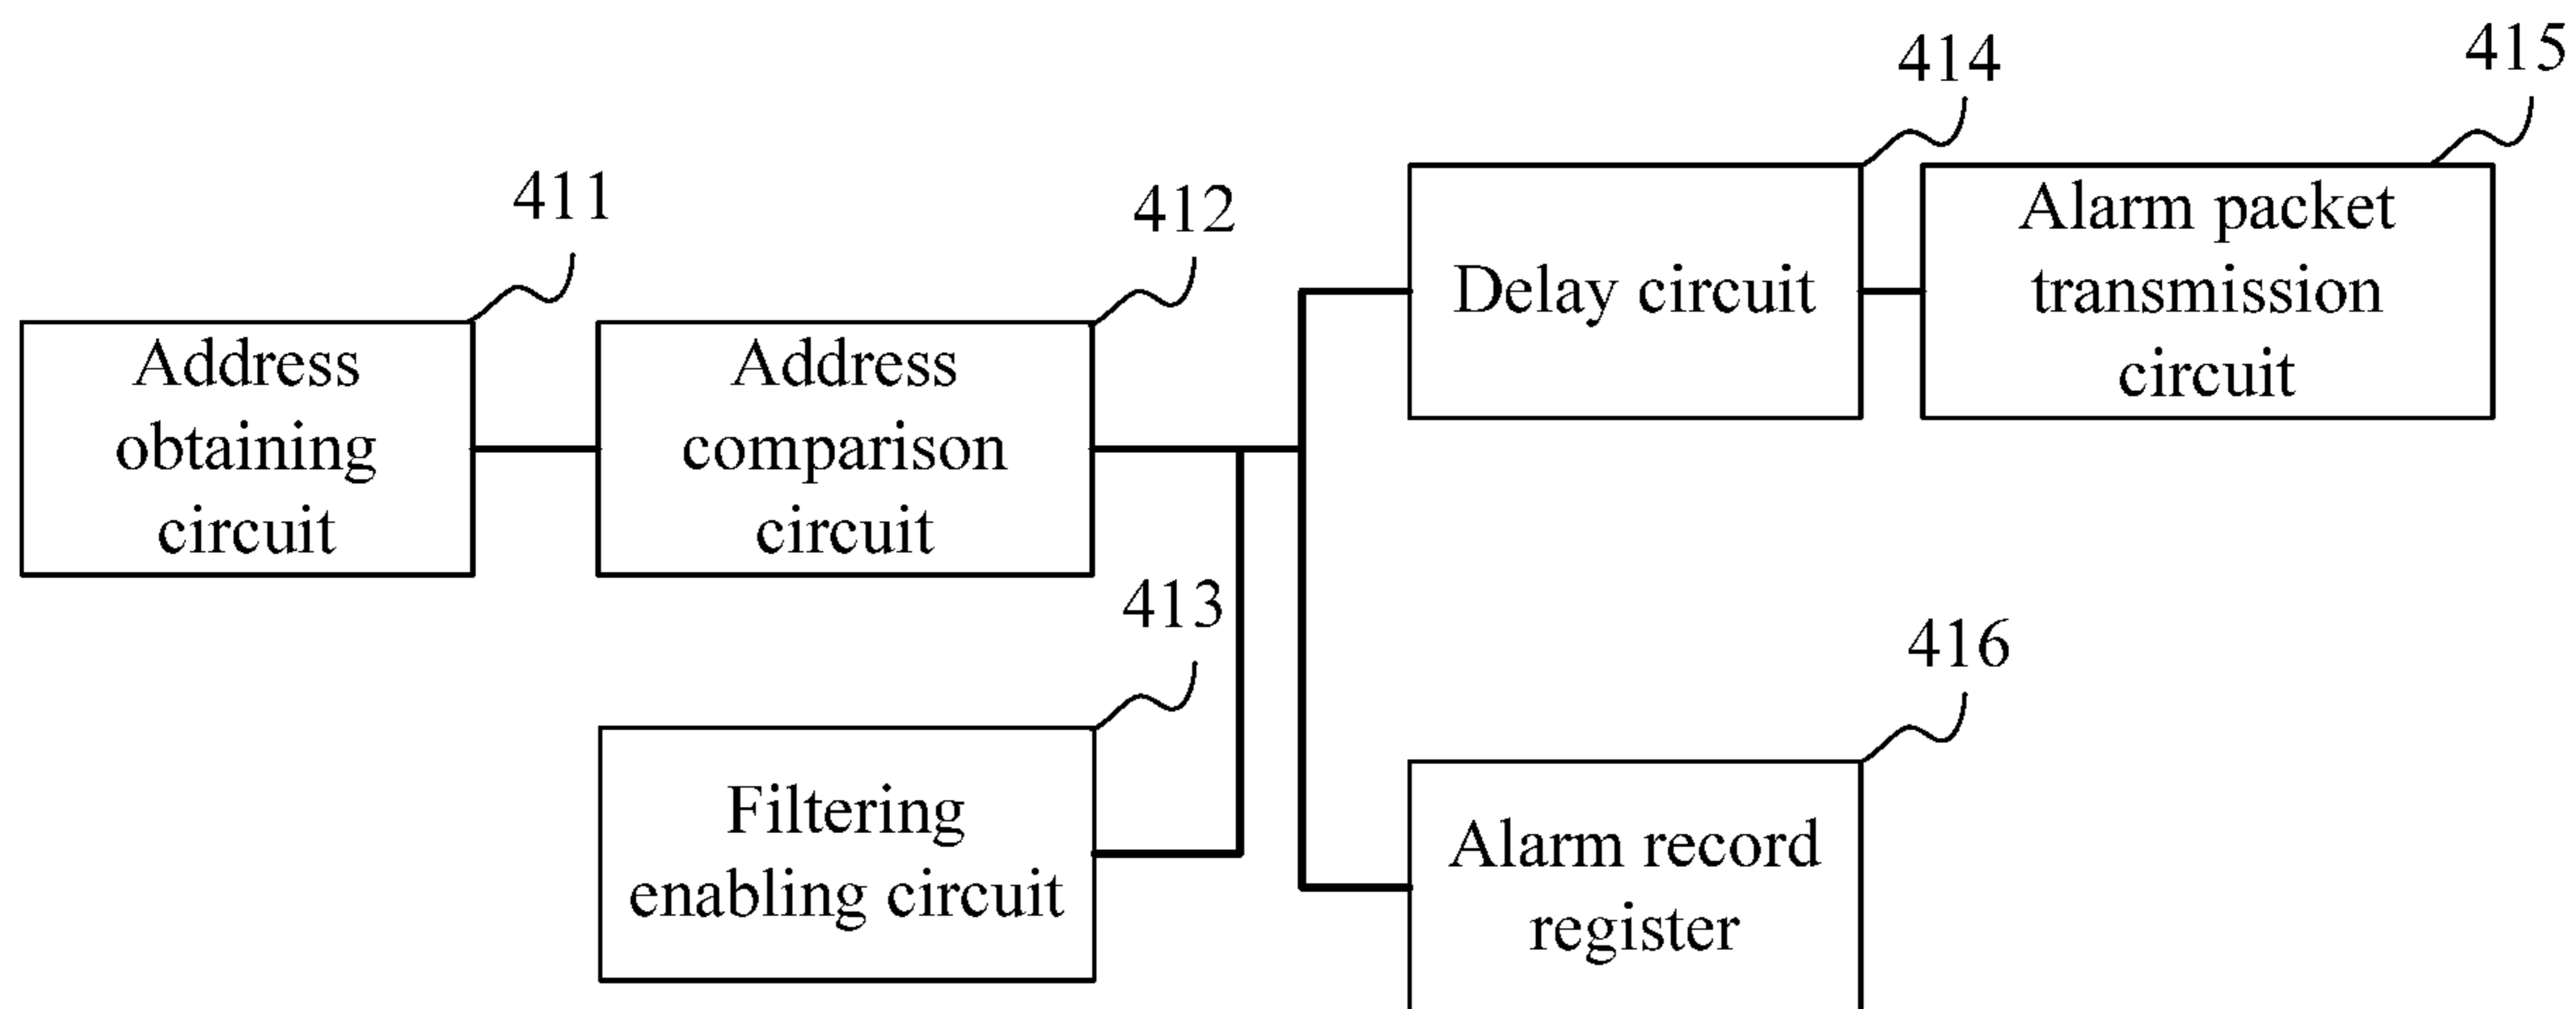 411
Address
obtaining
circuit
412
Address
comparison
circuit
413
Filtering
enabling circuit
414
Delay circuit
415
Alarm packet
transmission
circuit
416
Alarm record
register